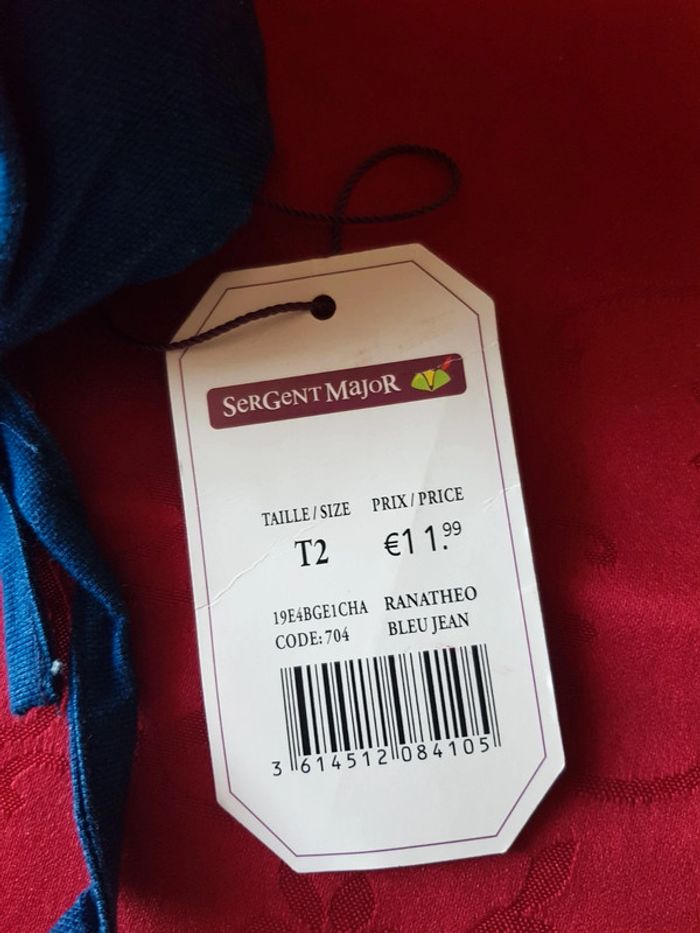 SeRGeNT MajoR
TAILLE / SIZE PRIX / PRICE
T2 €11.99
19E4BGE1CHA RANATHEO
CODE: 704 BLEU JEAN
3 614512 084105